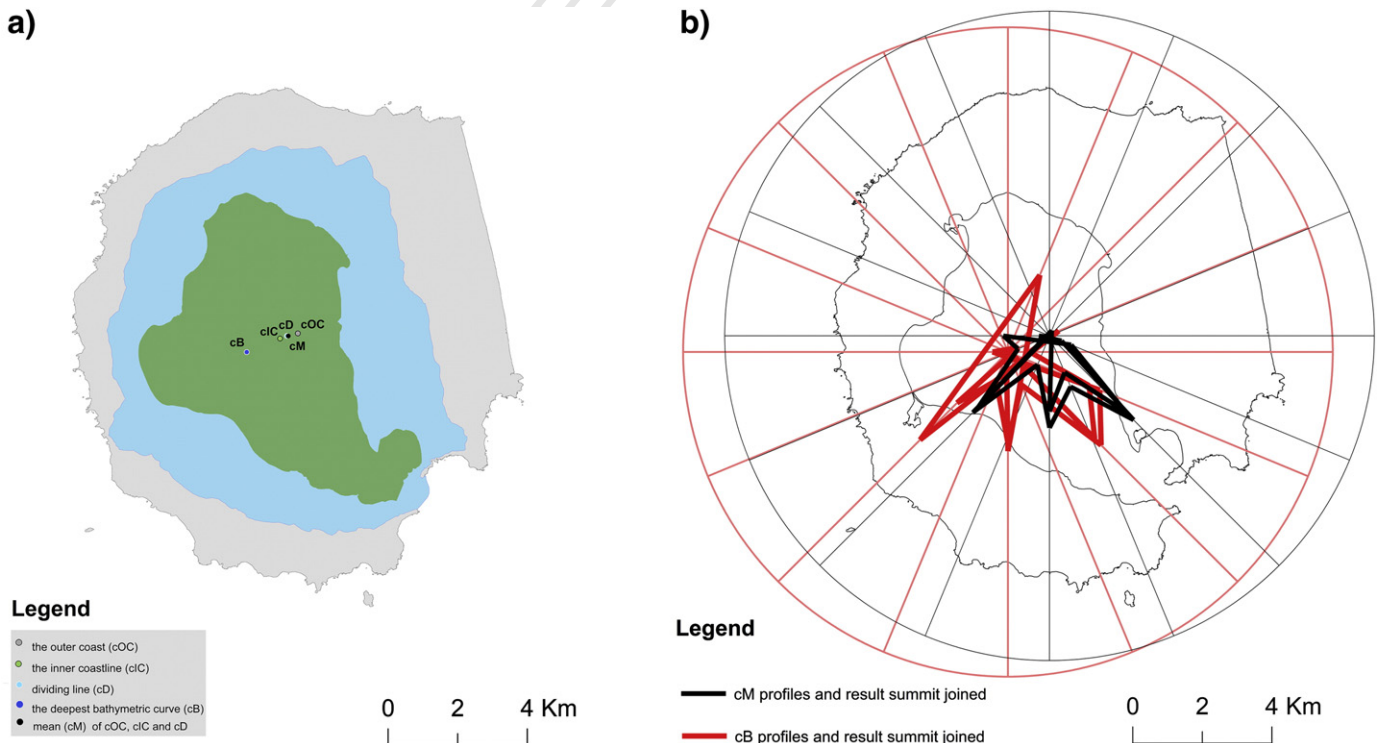 a)
cIC
cD
cOC
cM
cB
Legend
the outer coast (cOC)
the inner coastline (cIC)
dividing line (cD)
the deepest bathymetric curve (cB)
mean (cM) of cOC, cIC and cD
0 2 4 Km
b)
Legend
cM profiles and result summit joined
cB profiles and result summit joined
0 2 4 Km